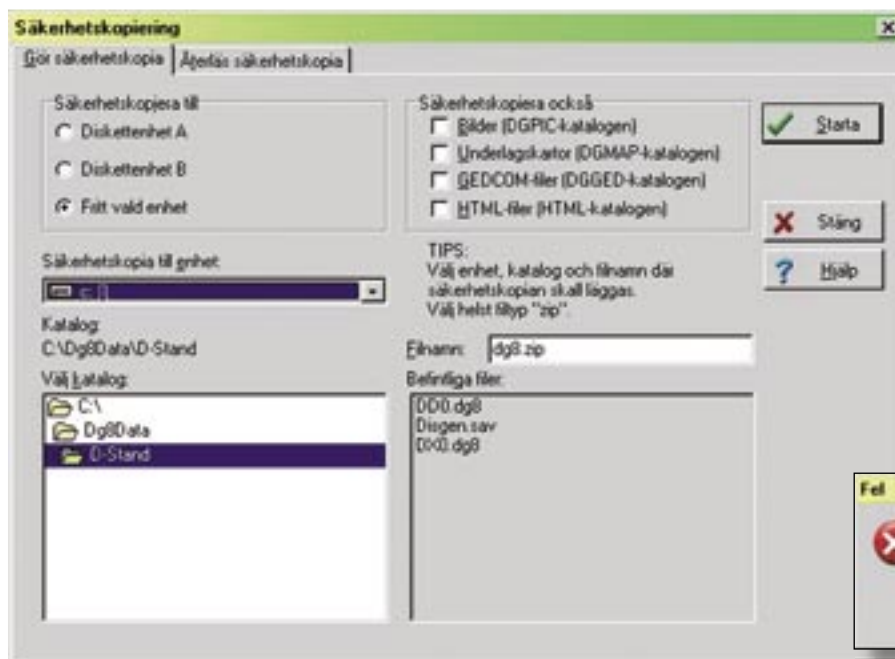 Säkerhetskopiering
Gör säkerhetskopia
Återläs säkerhetskopia
Säkerhetskopiera till
Diskettenhet A
Diskettenhet B
Fritt vald enhet
Säkerhetskopiera också
Bilder (DGPIC-katalogen)
Underlagskartor (DGMAP-katalogen)
GEDCOM-filer (DGGED-katalogen)
HTML-filer (HTML-katalogen)
Starta
Stäng
Hjälp
Säkerhetskopia till enhet:
c: []
TIPS:
Välj enhet, katalog och filnamn där
säkerhetskopian skall läggas.
Välj helst filtyp "zip".
Katalog:
C:\Dg8Data\D-Stand
Filnamn: dg8.zip
Välj katalog:
C:\
Dg8Data
D-Stand
Befintliga filer:
DD0.dg8
Disgen.sav
DX0.dg8
Fel